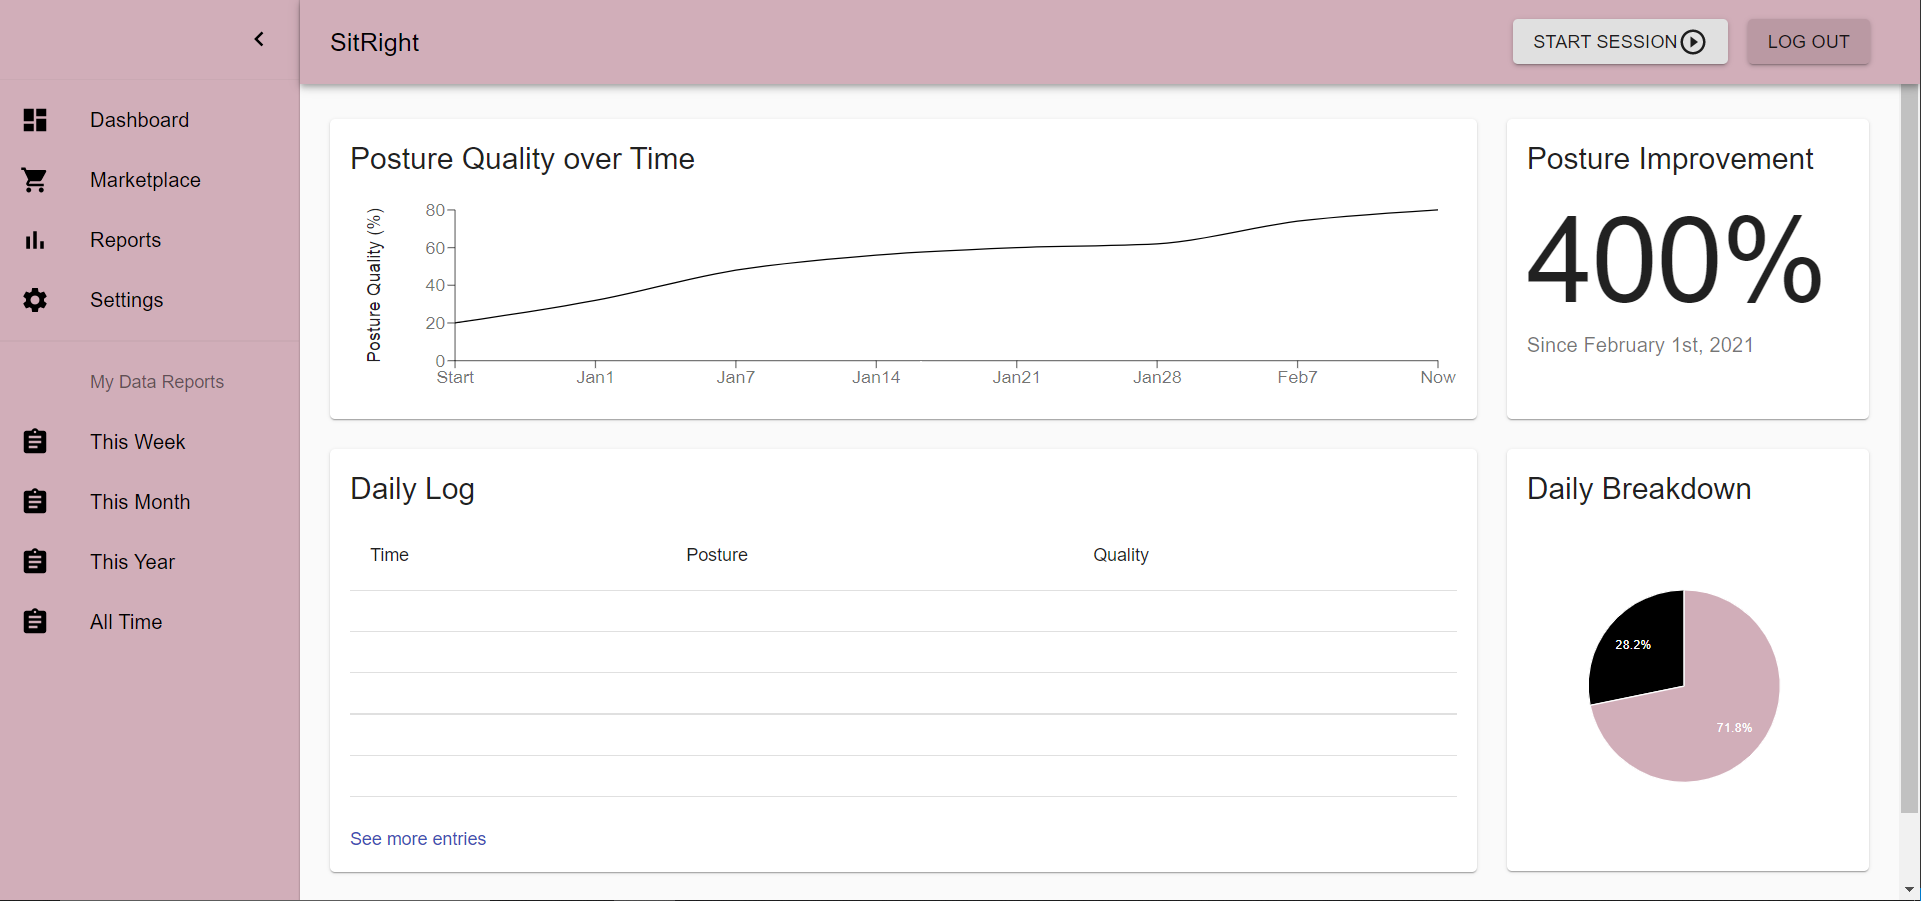 SitRight
START SESSION
LOG OUT
Dashboard
Marketplace
Reports
Settings
My Data Reports
This Week
This Month
This Year
All Time
Posture Quality over Time
Posture Quality (%)
80
60
40
20
0
Start Jan1 Jan7 Jan14 Jan21 Jan28 Feb7 Now
Posture Improvement
400%
Since February 1st, 2021
Daily Log
Time Posture Quality
See more entries
Daily Breakdown
28.2%
71.8%